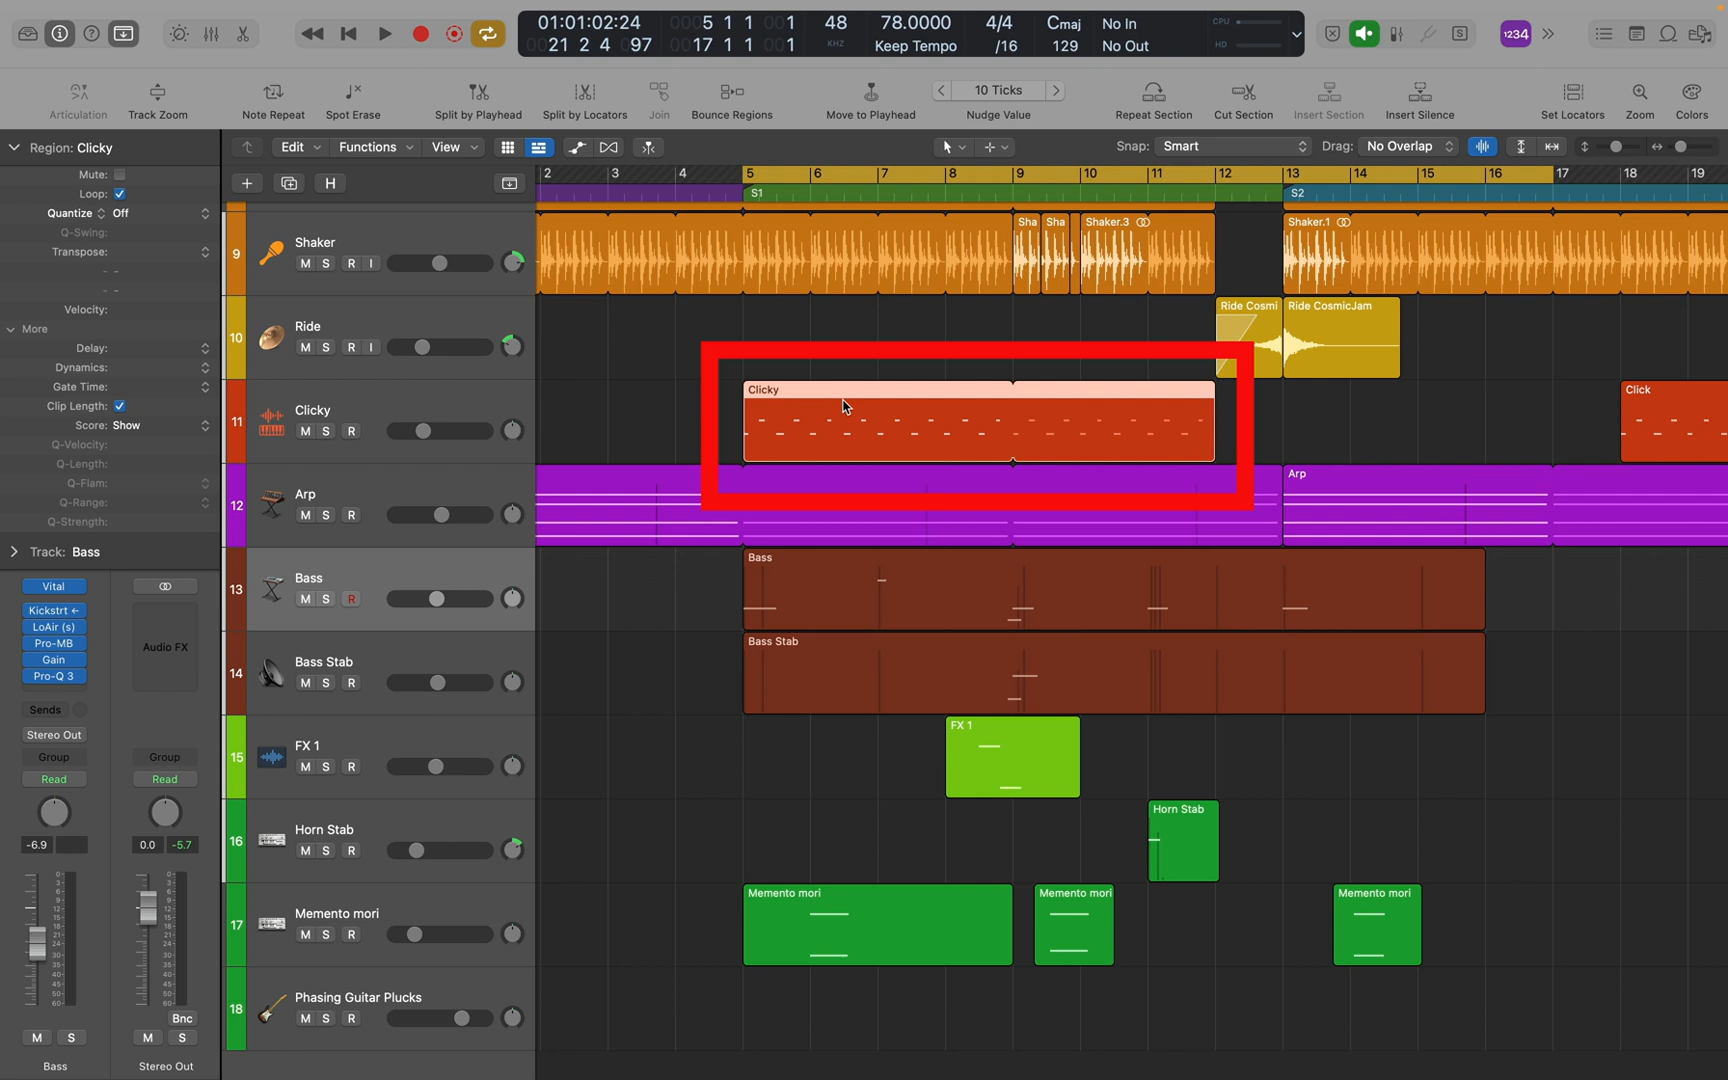 01:01:02:24 0005 1 1 001 48 78.0000 4/4 Cmaj No In CPU
0021 2 4 097 0017 1 1 001 KHZ Keep Tempo /16 129 No Out HD
1234
S
Articulation Track Zoom Note Repeat Spot Erase Split by Playhead Split by Locators Join Bounce Regions Move to Playhead 10 Ticks Nudge Value Repeat Section Cut Section Insert Section Insert Silence Set Locators Zoom Colors
Region: Clicky
Edit Functions View Snap: Smart Drag: No Overlap
H
2 3 4 5 6 7 8 9 10 11 12 13 14 15 16 17 18 19
S1 S2
Mute:
Loop:
Quantize Off
Q-Swing:
Transpose:
Velocity:
More
Delay:
Dynamics:
Gate Time:
Clip Length:
Score: Show
Q-Velocity:
Q-Length:
Q-Flam:
Q-Range:
Q-Strength:
Track: Bass
Vital
Kickstrt
LoAir (s)
Pro-MB
Gain
Pro-Q 3
Audio FX
Sends
Stereo Out
Group Group
Read Read
-6.9 0.0 -5.7
Bnc
M S M S
Bass Stereo Out
9 Shaker
M S R I
Sha Sha Shaker.3 Shaker.1
10 Ride
M S R I
Ride Cosmi Ride CosmicJam
11 Clicky
M S R
Clicky Click
12 Arp
M S R
Arp
13 Bass
M S R
Bass
14 Bass Stab
M S R
Bass Stab
15 FX 1
M S R
FX 1
16 Horn Stab
M S R
Horn Stab
17 Memento mori
M S R
Memento mori Memento mori Memento mori
18 Phasing Guitar Plucks
M S R